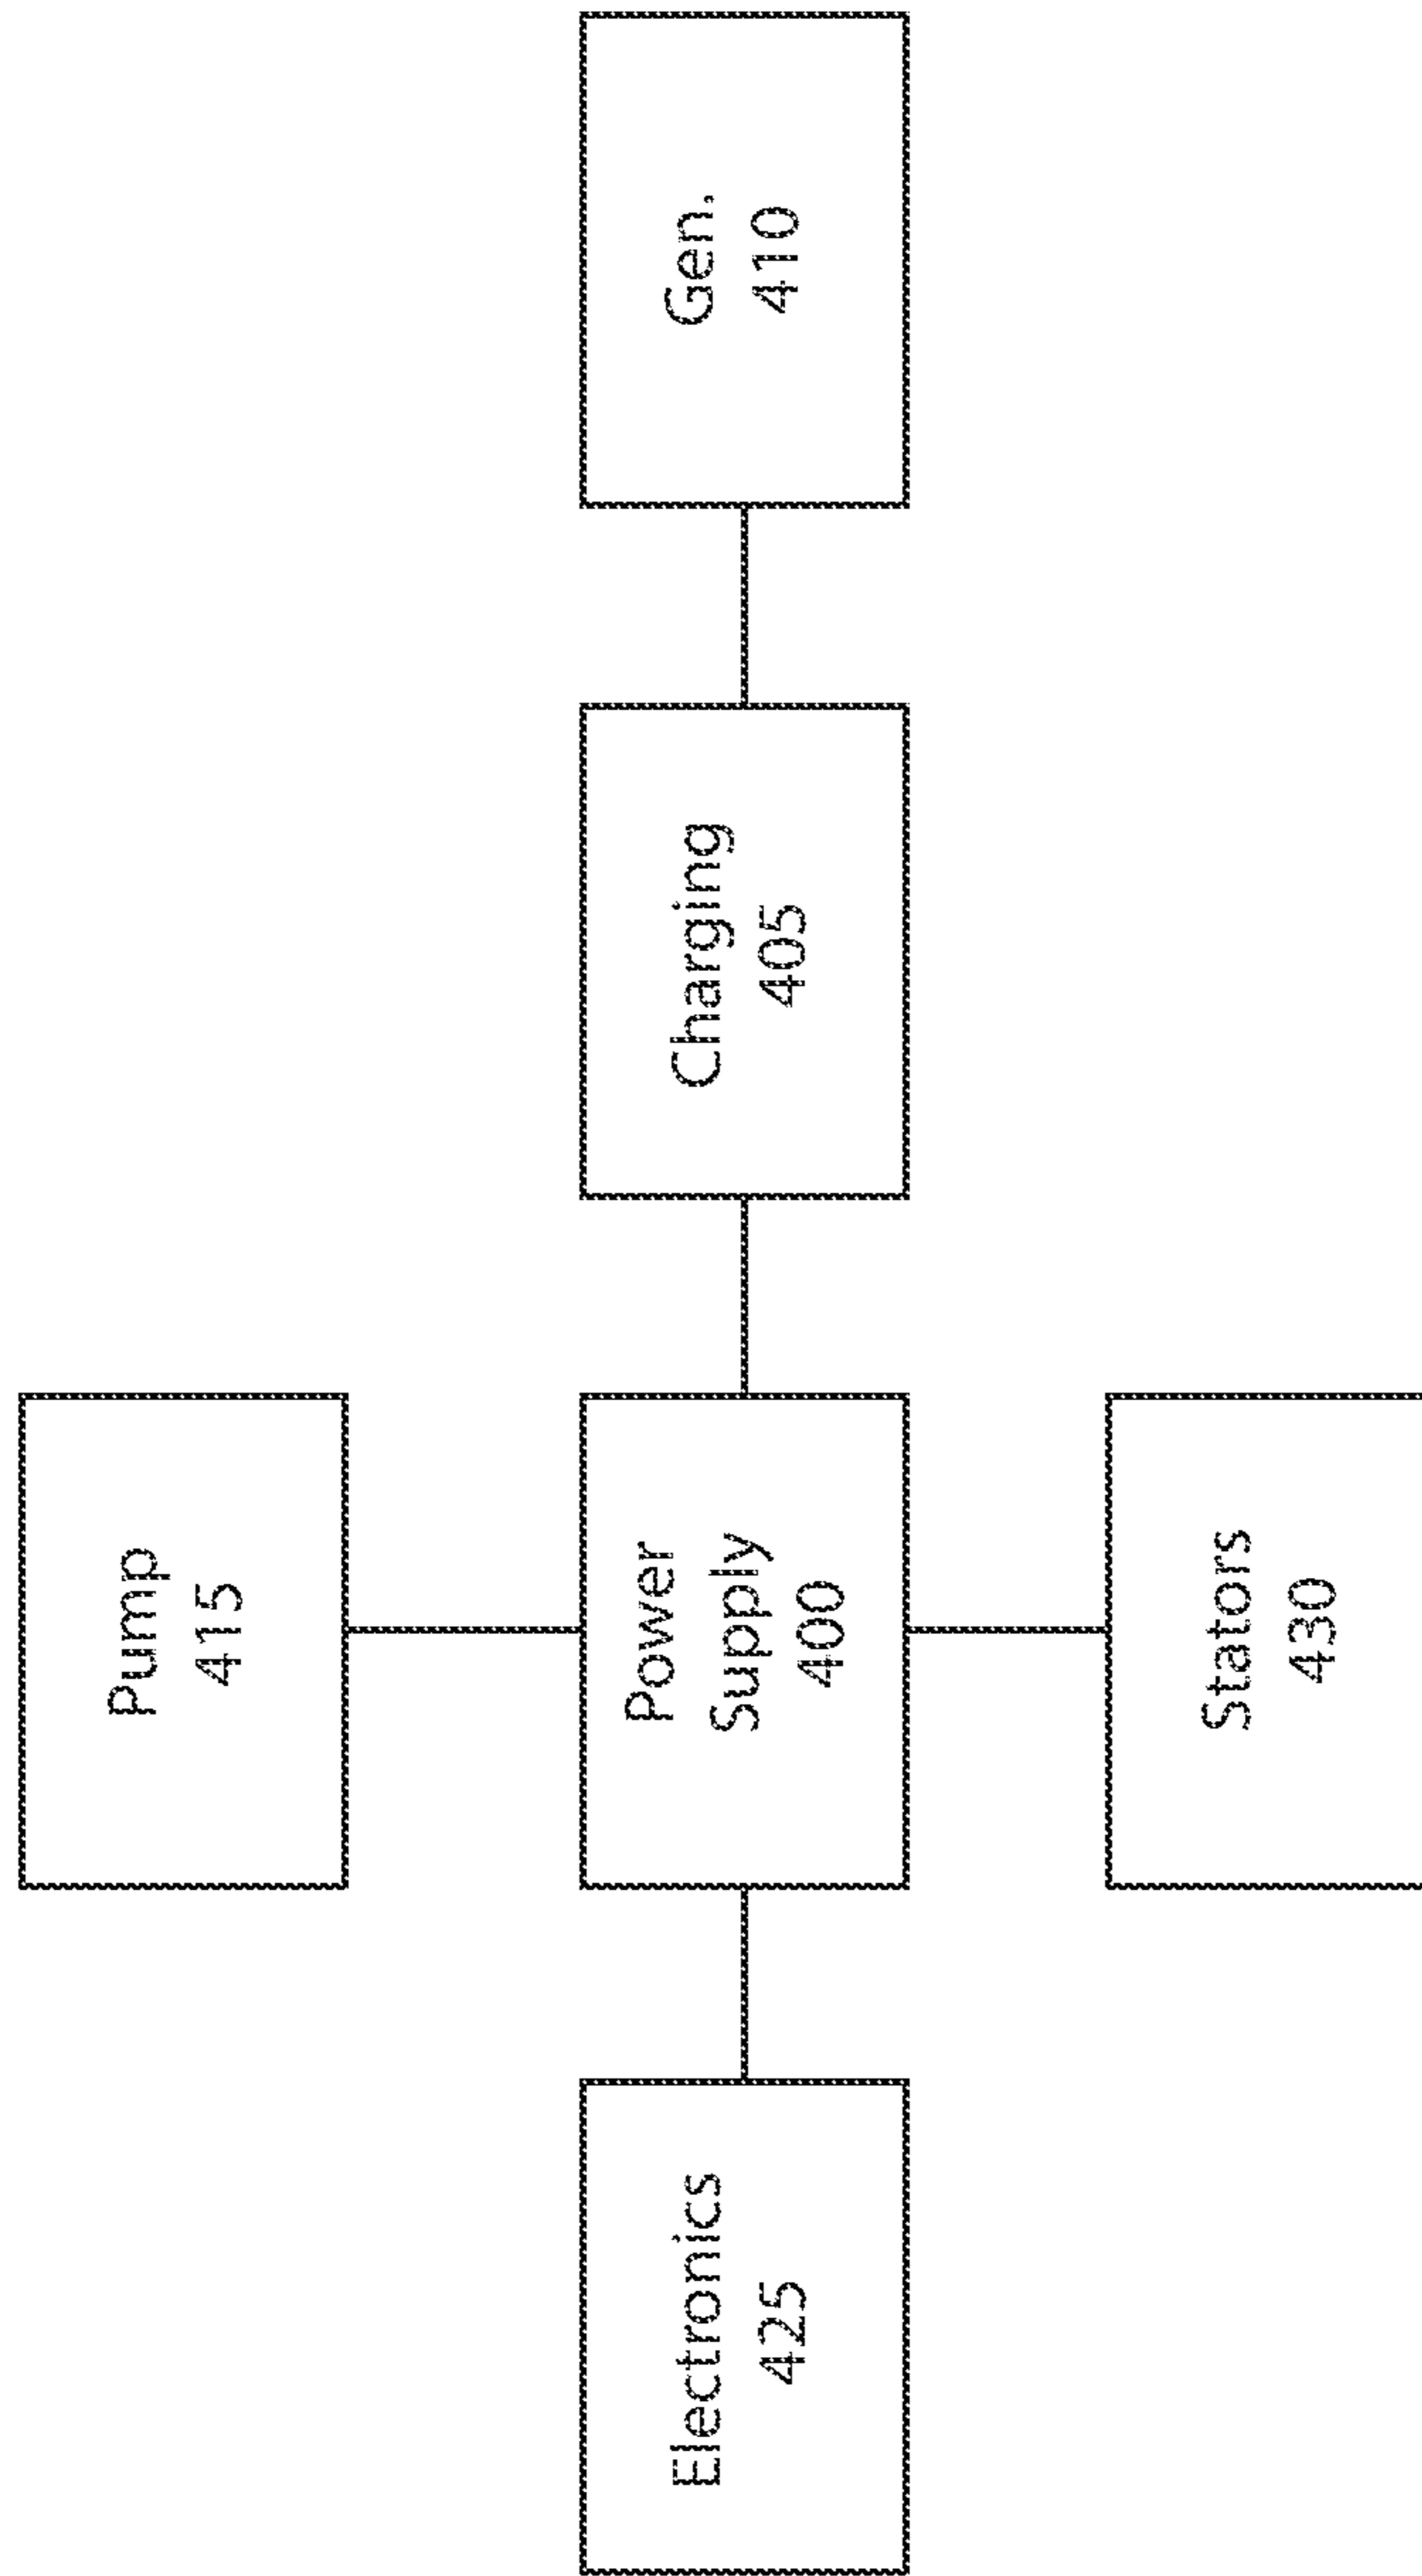 Pump
415
Electronics
425
Power
Supply
400
Charging
405
Gen.
410
Stators
430